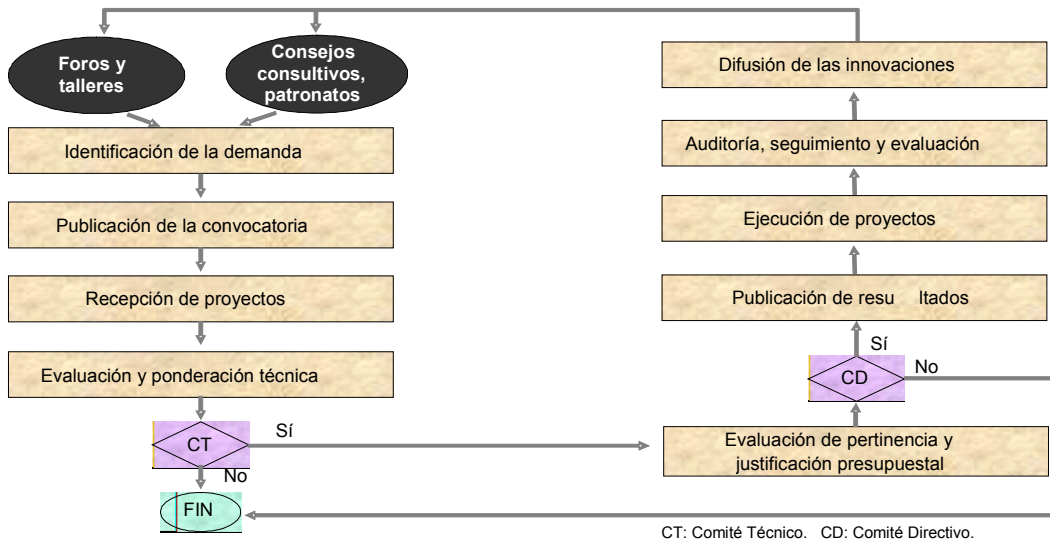 Foros y
talleres
Consejos
consultivos,
patronatos
Identificación de la demanda
Publicación de la convocatoria
Recepción de proyectos
Evaluación y ponderación técnica
CT
Sí
No
FIN
Difusión de las innovaciones
Auditoría, seguimiento y evaluación
Ejecución de proyectos
Publicación de resu ltados
Sí
CD
No
Evaluación de pertinencia y
justificación presupuestal
CT: Comité Técnico. CD: Comité Directivo.